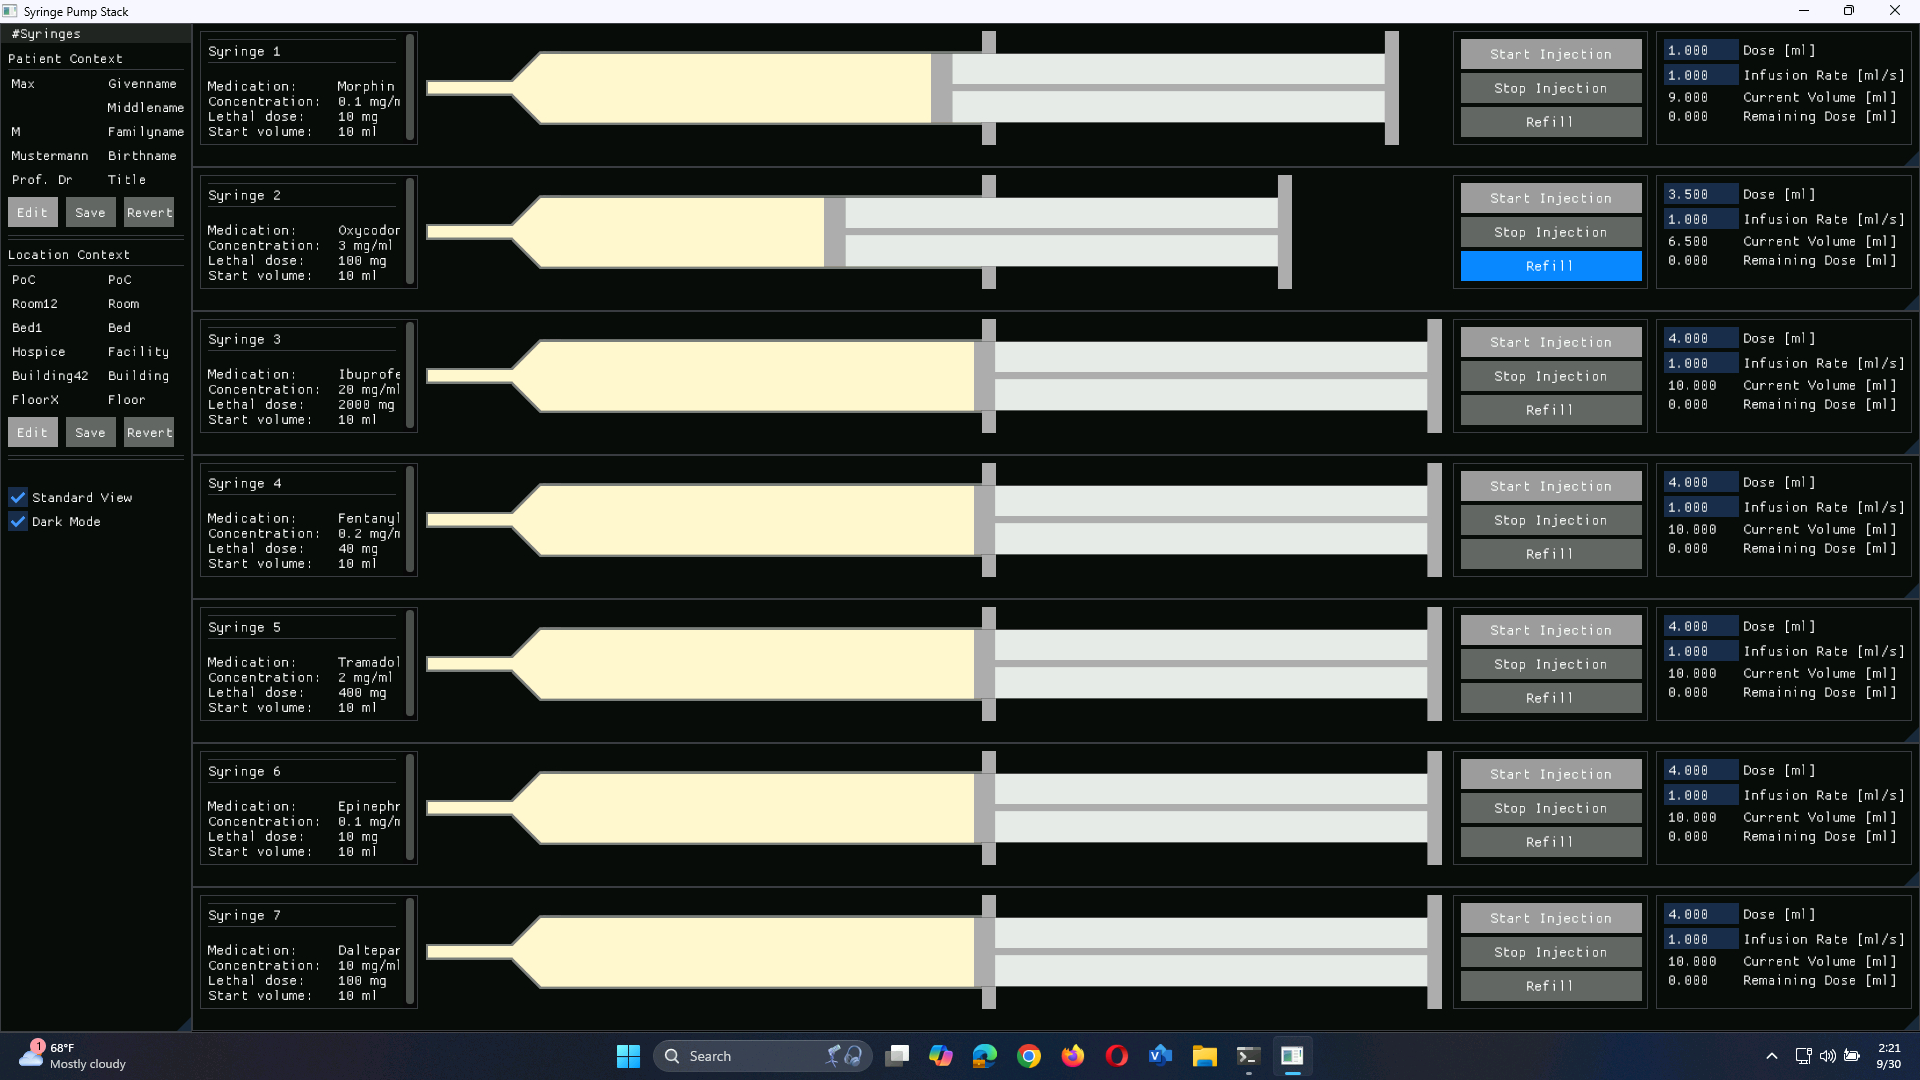 Syringe Pump Stack
#Syringes
Patient Context
Max Givenname
Middlename
M Familyname
Mustermann Birthname
Prof. Dr Title
Edit Save Revert
Location Context
PoC PoC
Room12 Room
Bed1 Bed
Hospice Facility
Building42 Building
FloorX Floor
Edit Save Revert
Standard View
Dark Mode
Syringe 1
Medication: Morphin
Concentration: 0.1 mg/m
Lethal dose: 10 mg
Start volume: 10 ml
Start Injection
Stop Injection
Refill
1.000 Dose [ml]
1.000 Infusion Rate [ml/s]
9.000 Current Volume [ml]
0.000 Remaining Dose [ml]
Syringe 2
Medication: Oxycodor
Concentration: 3 mg/ml
Lethal dose: 100 mg
Start volume: 10 ml
Start Injection
Stop Injection
Refill
3.500 Dose [ml]
1.000 Infusion Rate [ml/s]
6.500 Current Volume [ml]
0.000 Remaining Dose [ml]
Syringe 3
Medication: Ibuprofe
Concentration: 20 mg/ml
Lethal dose: 2000 mg
Start volume: 10 ml
Start Injection
Stop Injection
Refill
4.000 Dose [ml]
1.000 Infusion Rate [ml/s]
10.000 Current Volume [ml]
0.000 Remaining Dose [ml]
Syringe 4
Medication: Fentanyl
Concentration: 0.2 mg/m
Lethal dose: 40 mg
Start volume: 10 ml
Start Injection
Stop Injection
Refill
4.000 Dose [ml]
1.000 Infusion Rate [ml/s]
10.000 Current Volume [ml]
0.000 Remaining Dose [ml]
Syringe 5
Medication: Tramadol
Concentration: 2 mg/ml
Lethal dose: 400 mg
Start volume: 10 ml
Start Injection
Stop Injection
Refill
4.000 Dose [ml]
1.000 Infusion Rate [ml/s]
10.000 Current Volume [ml]
0.000 Remaining Dose [ml]
Syringe 6
Medication: Epinephr
Concentration: 0.1 mg/m
Lethal dose: 10 mg
Start volume: 10 ml
Start Injection
Stop Injection
Refill
4.000 Dose [ml]
1.000 Infusion Rate [ml/s]
10.000 Current Volume [ml]
0.000 Remaining Dose [ml]
Syringe 7
Medication: Daltepar
Concentration: 10 mg/ml
Lethal dose: 100 mg
Start volume: 10 ml
Start Injection
Stop Injection
Refill
4.000 Dose [ml]
1.000 Infusion Rate [ml/s]
10.000 Current Volume [ml]
0.000 Remaining Dose [ml]
1
68°F
Mostly cloudy
Search
2:21
9/30